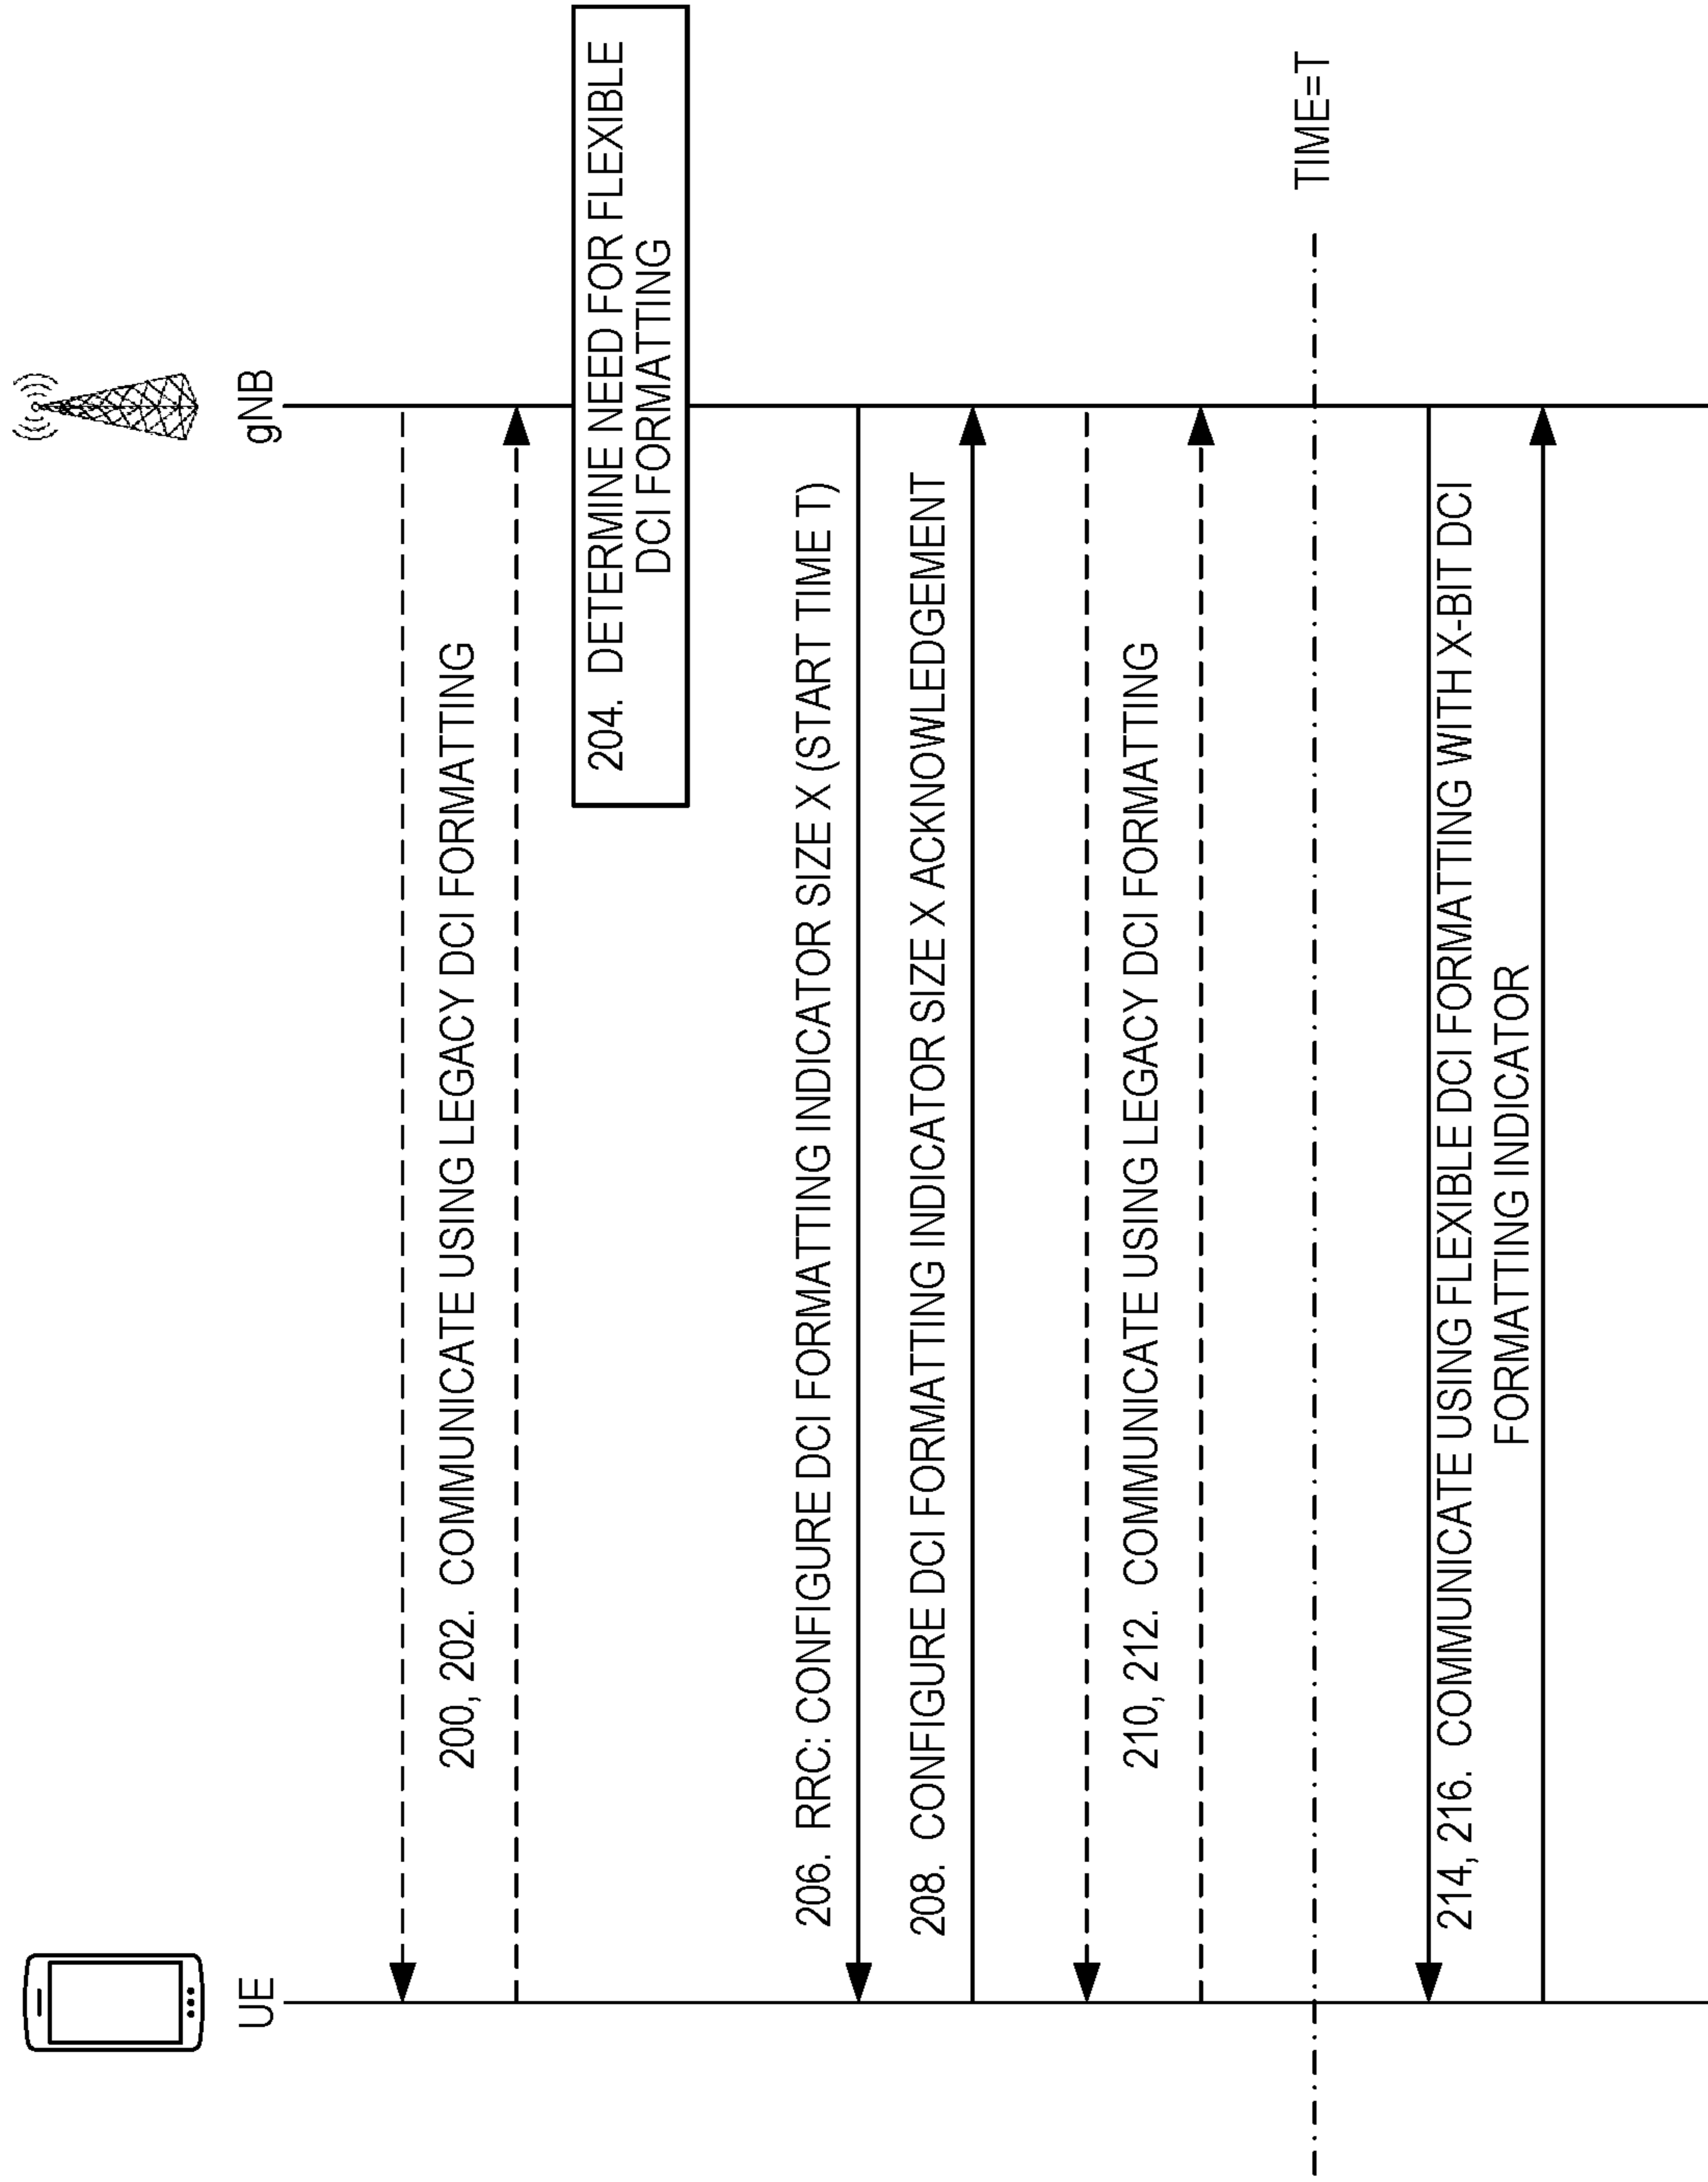 UE
gNB
200, 202. COMMUNICATE USING LEGACY DCI FORMATTING
204. DETERMINE NEED FOR FLEXIBLE
DCI FORMATTING
206. RRC: CONFIGURE DCI FORMATTING INDICATOR SIZE X (START TIME T)
208. CONFIGURE DCI FORMATTING INDICATOR SIZE X ACKNOWLEDGEMENT
210, 212. COMMUNICATE USING LEGACY DCI FORMATTING
TIME=T
214, 216. COMMUNICATE USING FLEXIBLE DCI FORMATTING WITH X-BIT DCI
FORMATTING INDICATOR